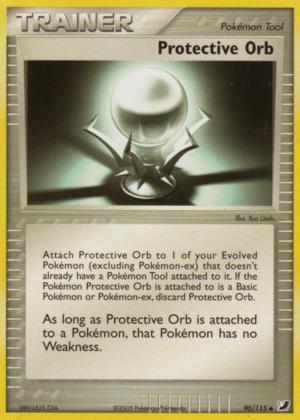 TRAINER
Pokémon Tool
Protective Orb
Illus. Ryo Ueda
Attach Protective Orb to 1 of your Evolved
Pokémon (excluding Pokémon-ex) that doesn't
already have a Pokémon Tool attached to it. If the
Pokémon Protective Orb is attached to is a Basic
Pokémon or Pokémon-ex, discard Protective Orb.
As long as Protective Orb is attached
to a Pokémon, that Pokémon has no
Weakness.
©2005 Pokémon/Nintendo
90/115